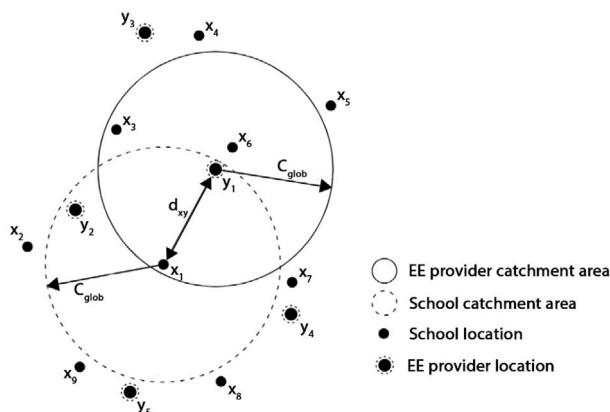 y3
x4
x5
x3
x6
y1
Cglob
dxy
y2
x2
x1
Cglob
x7
y4
x9
y5
x8
EE provider catchment area
School catchment area
School location
EE provider location